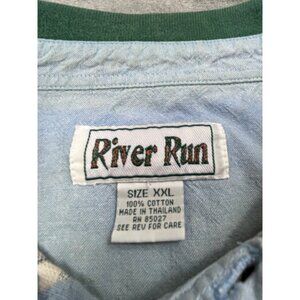 River Run
SIZE XXL
100% COTTON
MADE IN THAILAND
RN 85027
SEE REV FOR CARE